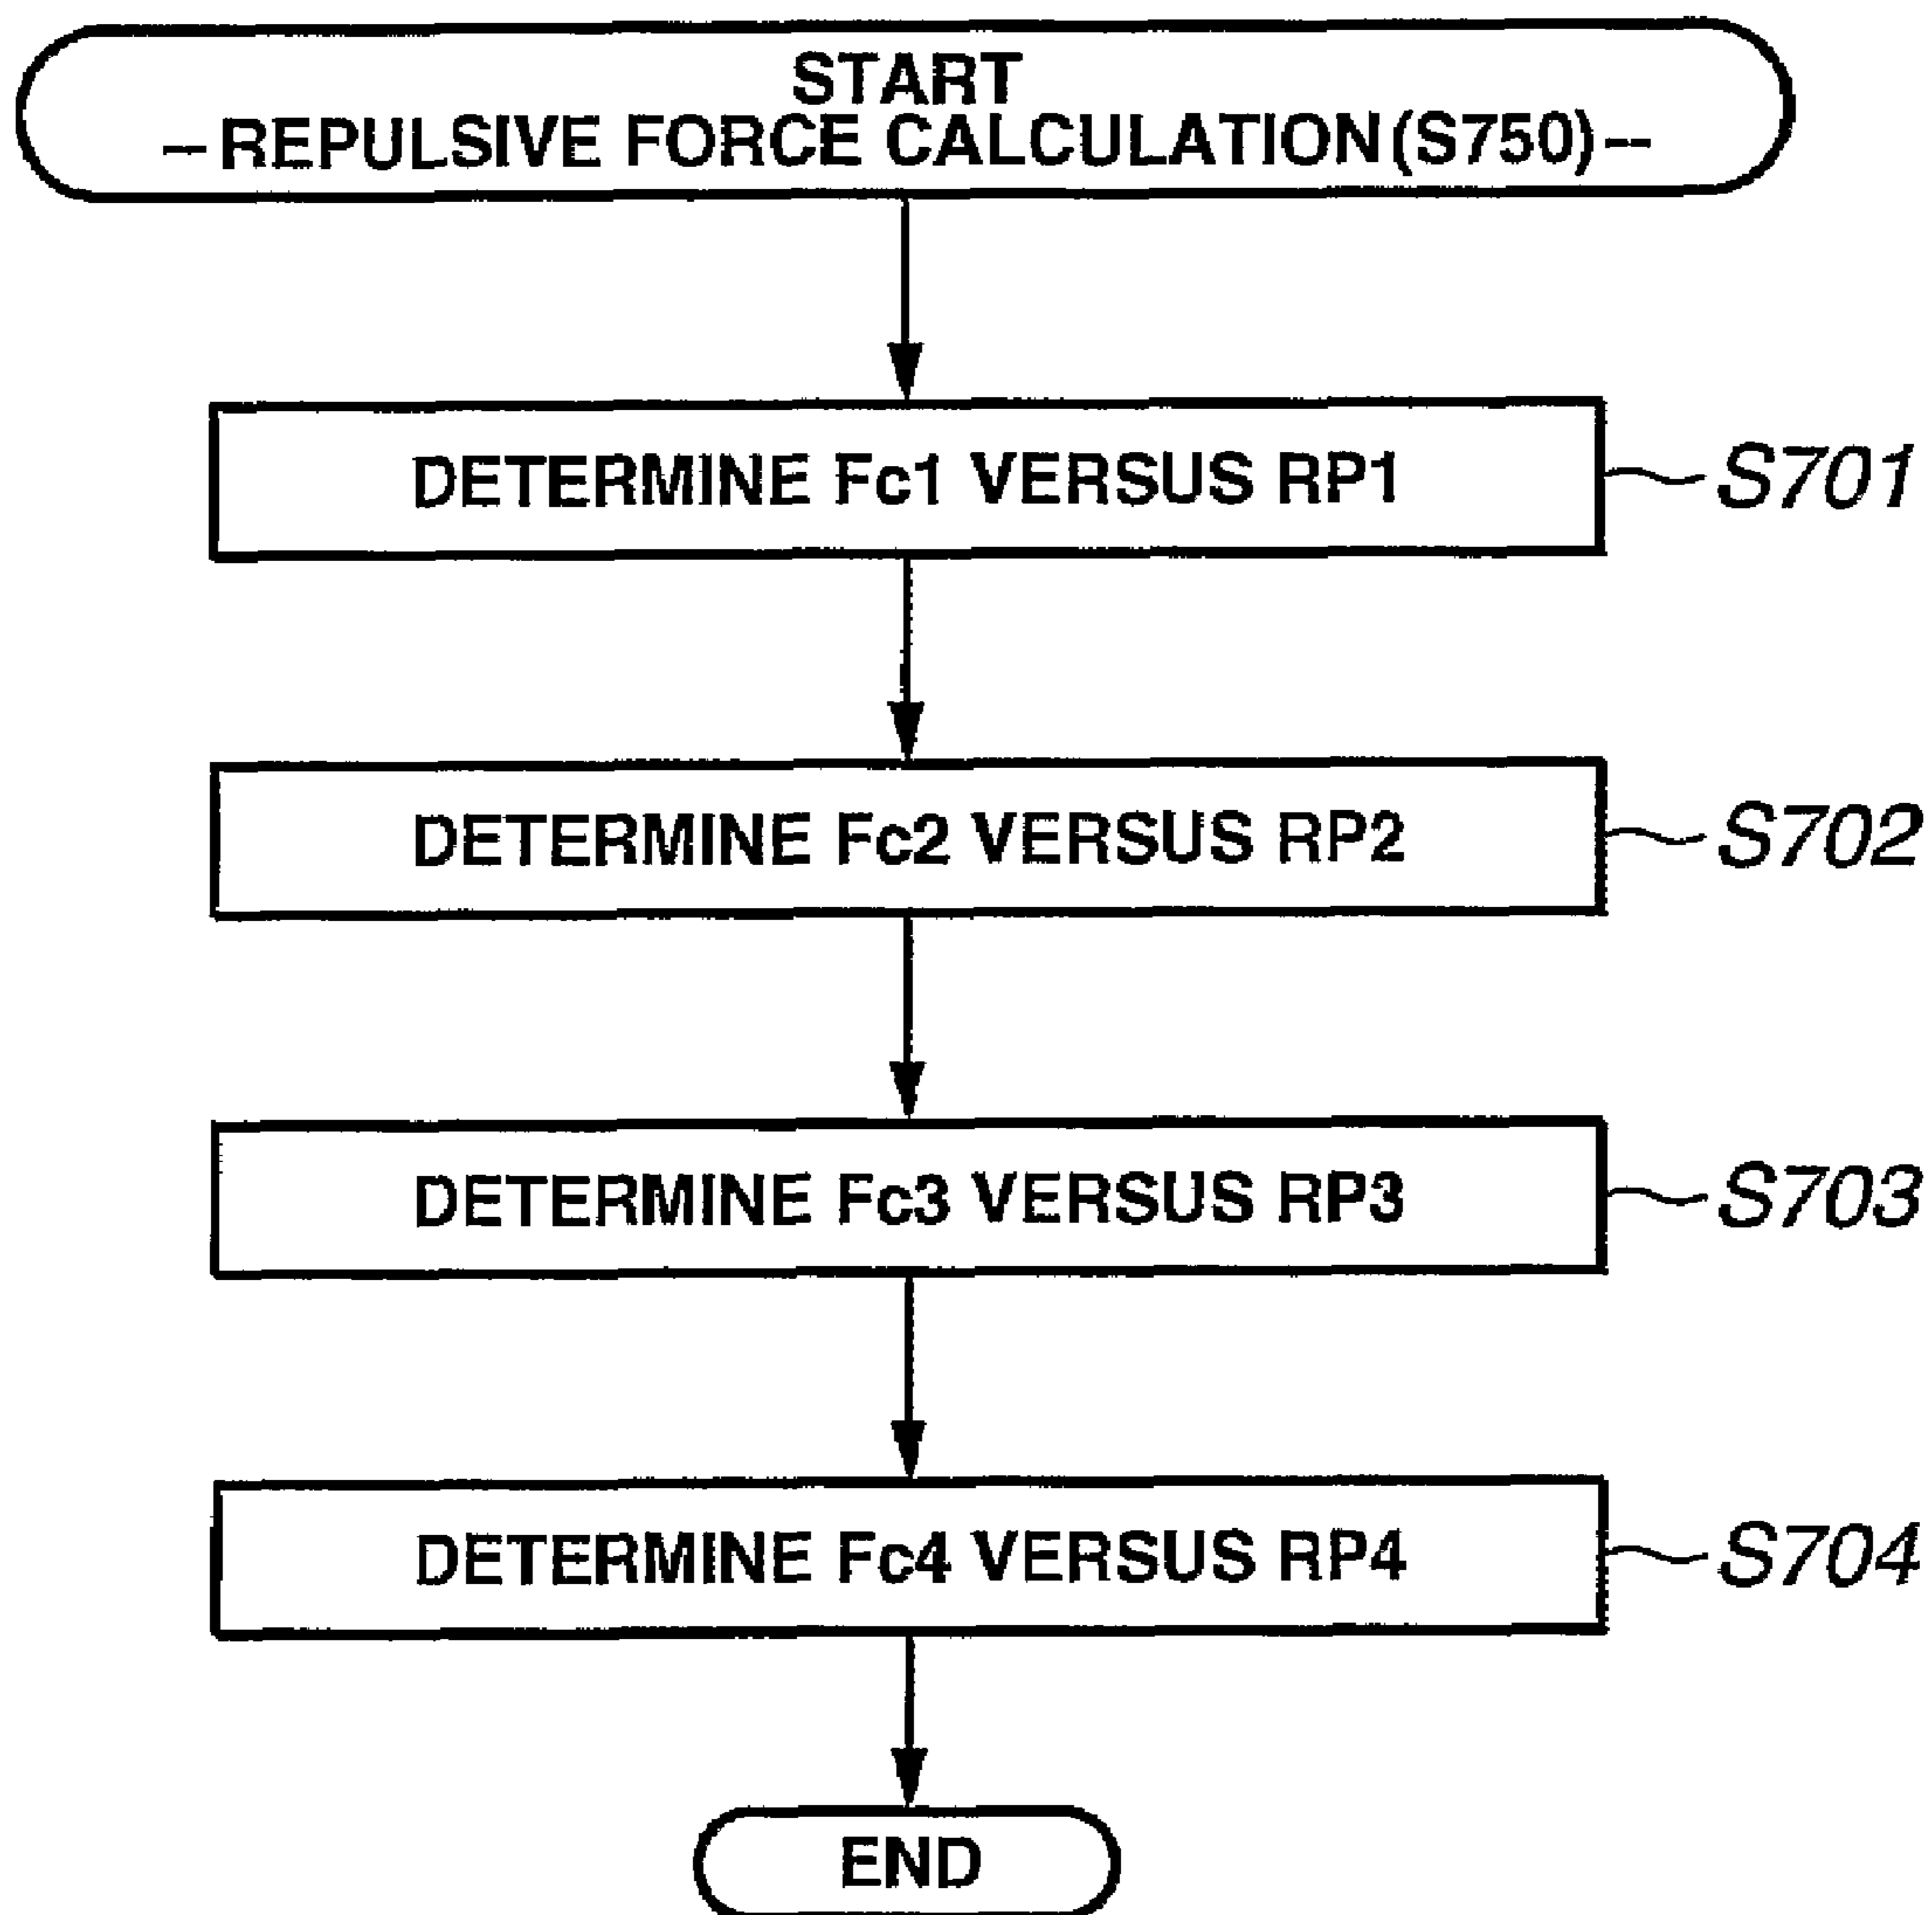 START
-- REPULSIVE FORCE CALCULATION(S750) --
DETERMINE Fc1 VERSUS RP1
S701
DETERMINE Fc2 VERSUS RP2
S702
DETERMINE Fc3 VERSUS RP3
S703
DETERMINE Fc4 VERSUS RP4
S704
END